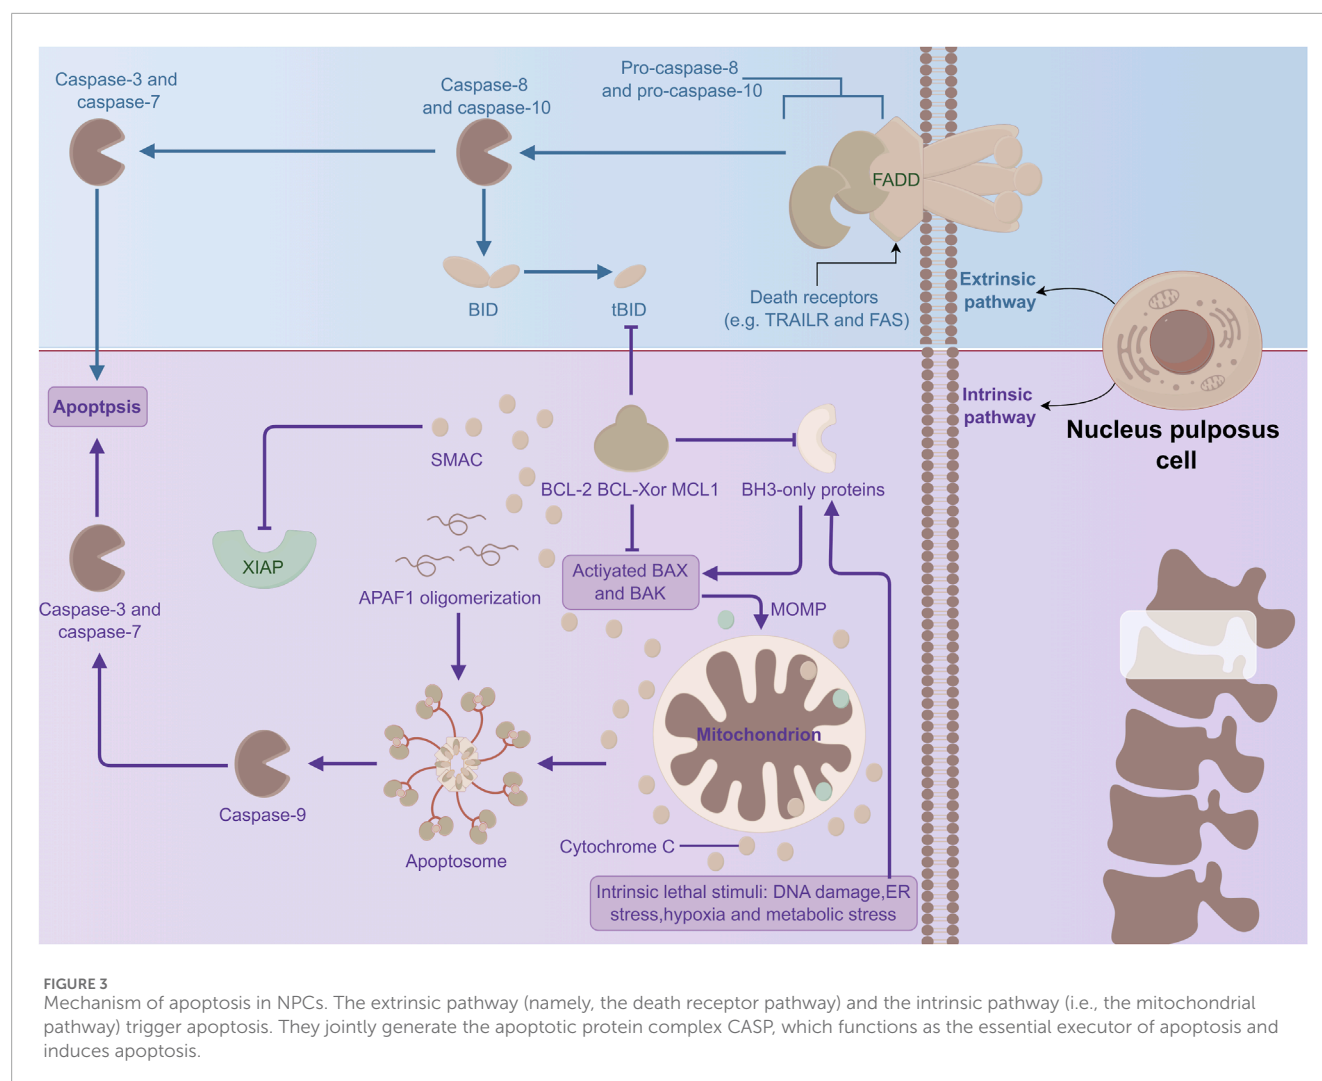 Caspase-3 and
caspase-7
Caspase-8
and caspase-10
Pro-caspase-8
and pro-caspase-10
FADD
BID
tBID
Death receptors
(e.g. TRAILR and FAS)
Extrinsic
pathway
Intrinsic
pathway
Nucleus pulposus
cell
Apoptpsis
SMAC
BCL-2 BCL-Xor MCL1
BH3-only proteins
XIAP
APAF1 oligomerization
Actiyated BAX
and BAK
MOMP
Caspase-3 and
caspase-7
Mitochondrion
Caspase-9
Apoptosome
Cytochrome C
Intrinsic lethal stimuli: DNA damage,ER
stress,hypoxia and metabolic stress
FIGURE 3
Mechanism of apoptosis in NPCs. The extrinsic pathway (namely, the death receptor pathway) and the intrinsic pathway (i.e., the mitochondrial
pathway) trigger apoptosis. They jointly generate the apoptotic protein complex CASP, which functions as the essential executor of apoptosis and
induces apoptosis.